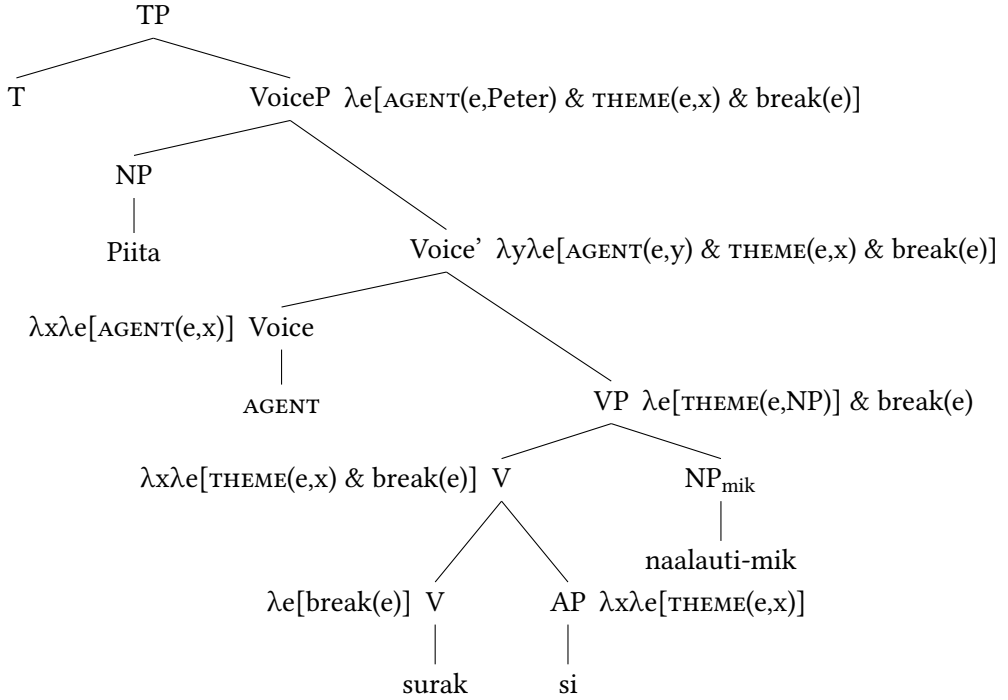 TP
T VoiceP λe[AGENT(e,Peter) & THEME(e,x) & break(e)]
NP
Piita Voice’ λyλe[AGENT(e,y) & THEME(e,x) & break(e)]
λxλe[AGENT(e,x)] Voice
AGENT VP λe[THEME(e,NP)] & break(e)
λxλe[THEME(e,x) & break(e)] V NPmik
naalauti-mik
λe[break(e)] V AP λxλe[THEME(e,x)]
surak si